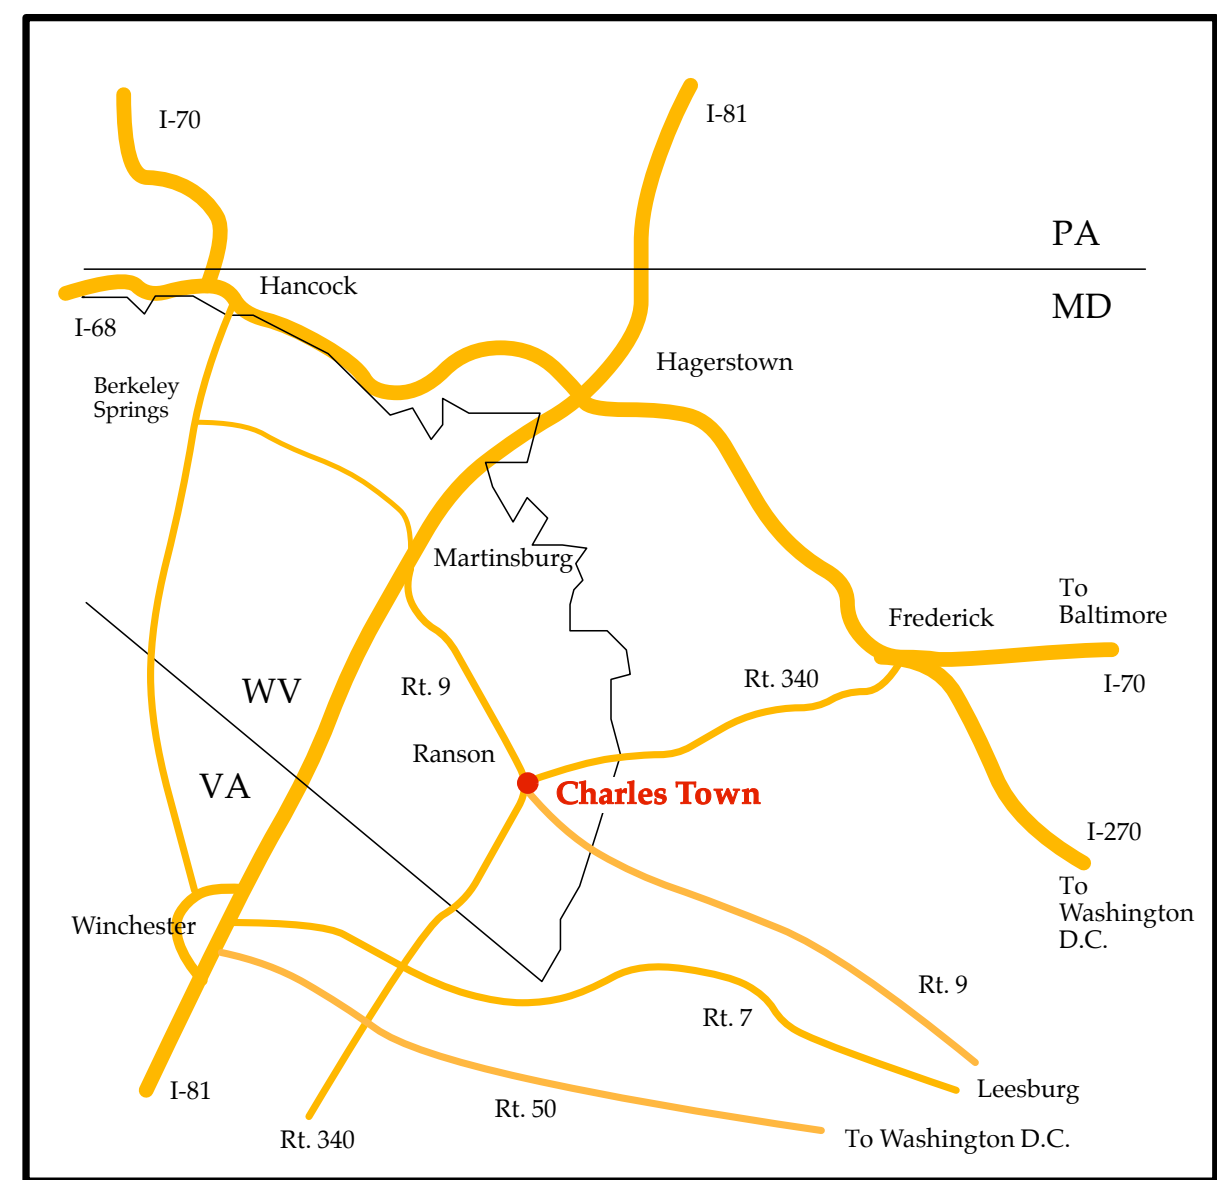 I-70
I-81
PA
Hancock
MD
I-68
Hagerstown
Berkeley
Springs
Martinsburg
To
Baltimore
Frederick
Rt. 340
I-70
Rt. 9
WV
Ranson
VA
Charles Town
I-270
To
Washington
D.C.
Winchester
Rt. 9
Rt. 7
I-81
Leesburg
Rt. 50
Rt. 340
To Washington D.C.